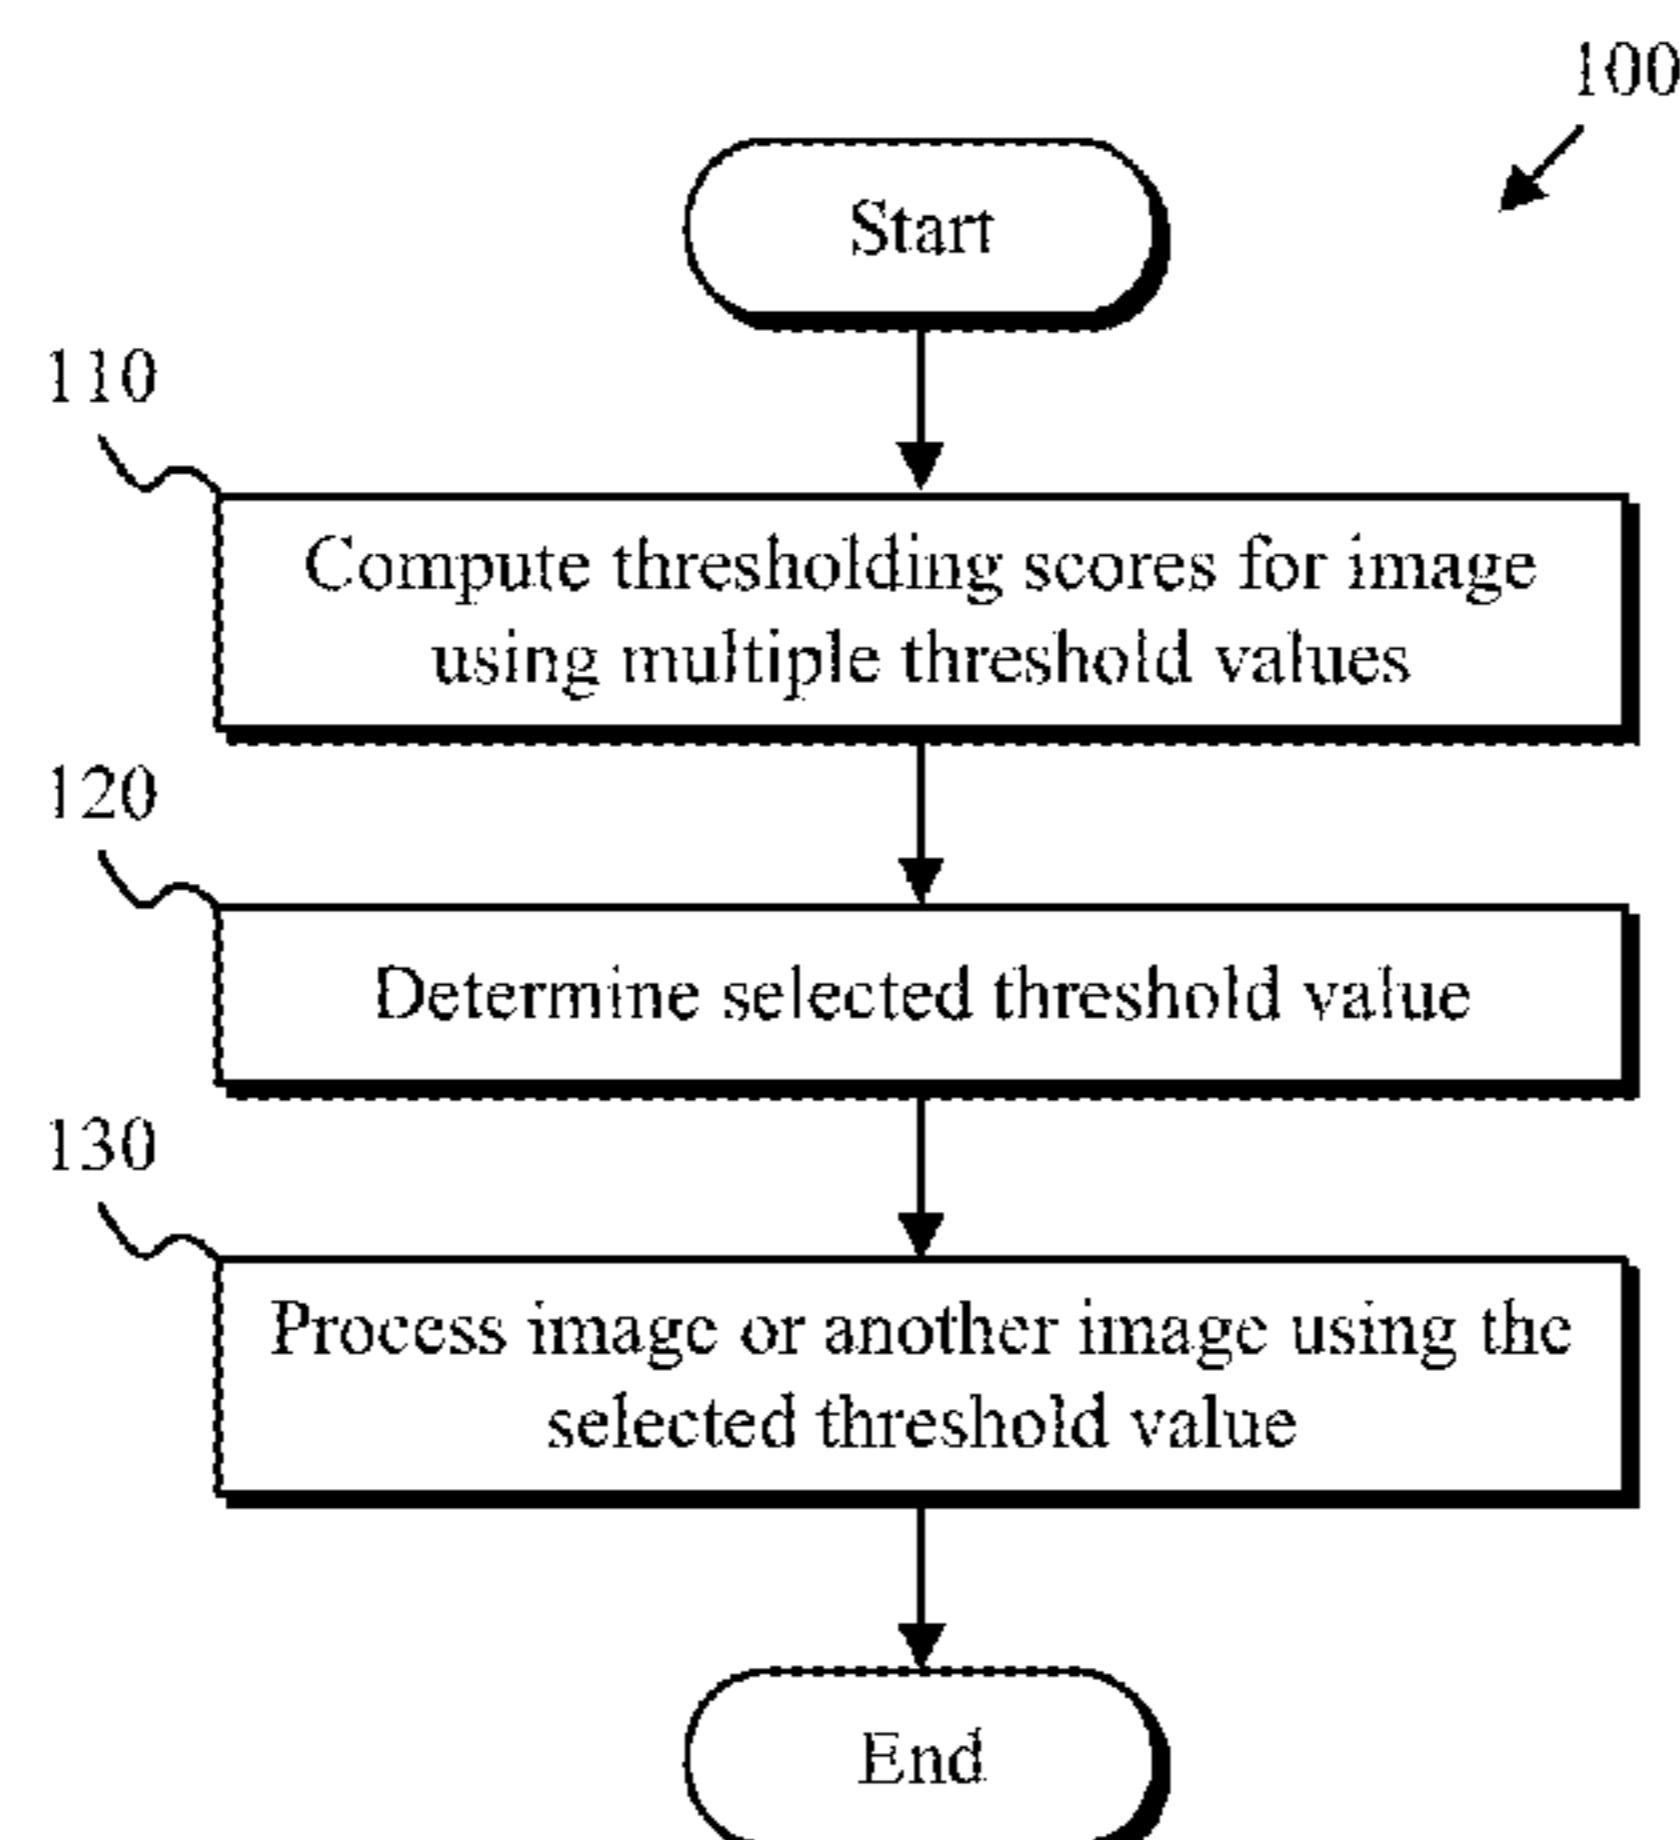 100
Start
110
Compute thresholding scores for image
using multiple threshold values
120
Determine selected threshold value
130
Process image or another image using the
selected threshold value
End